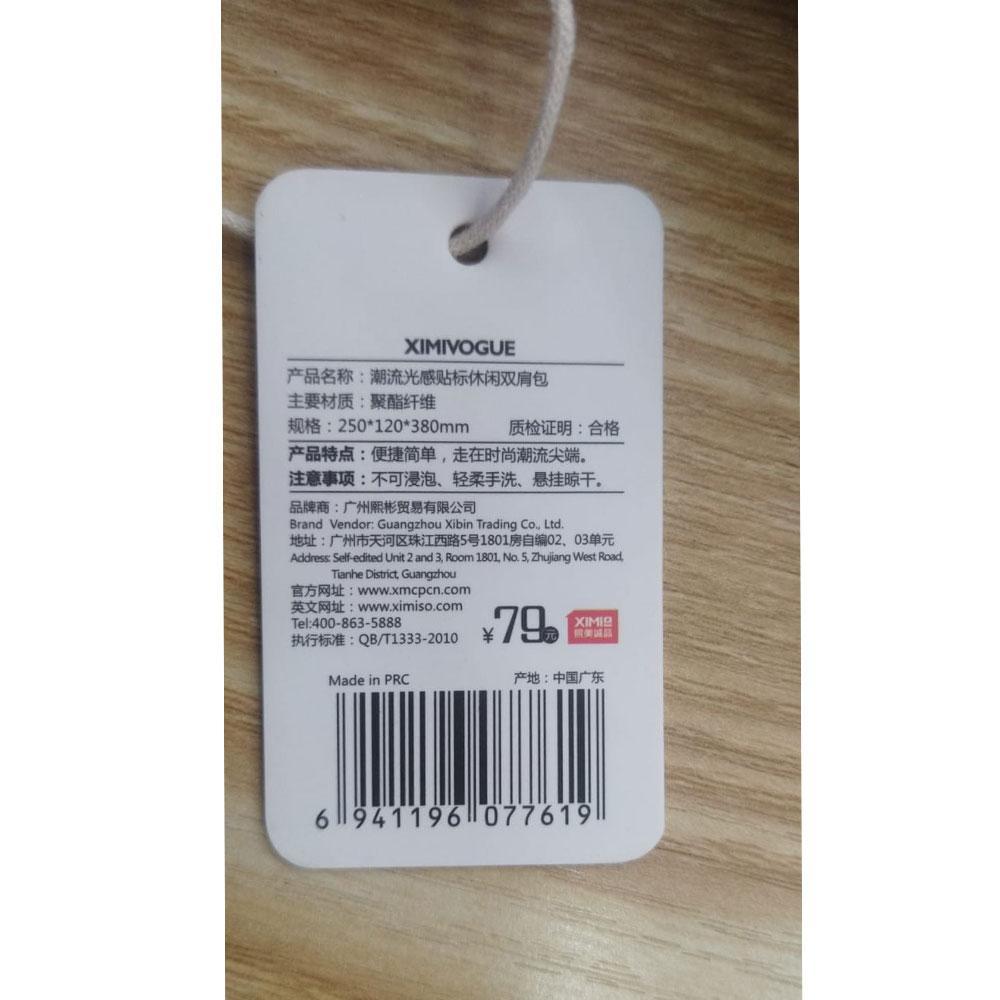 XIMIVOGUE
产品名称：潮流光感贴标休闲双肩包
主要材质：聚酯纤维
规格：250*120*380mm 质检证明：合格
产品特点：便捷简单，走在时尚潮流尖端。
注意事项：不可浸泡、轻柔手洗、悬挂晾干。
品牌商：广州熙彬贸易有限公司
Brand Vendor: Guangzhou Xibin Trading Co., Ltd.
地址：广州市天河区珠江西路5号1801房自编02、03单元
Address: Self-edited Unit 2 and 3, Room 1801, No. 5, Zhujiang West Road,
Tianhe District, Guangzhou
官方网址：www.xmcpcn.com
英文网址：www.ximiso.com
Tel:400-863-5888
执行标准：QB/T1333-2010
¥79元
XIMIO
熙美诚品
Made in PRC 产地：中国广东
6 941196 077619